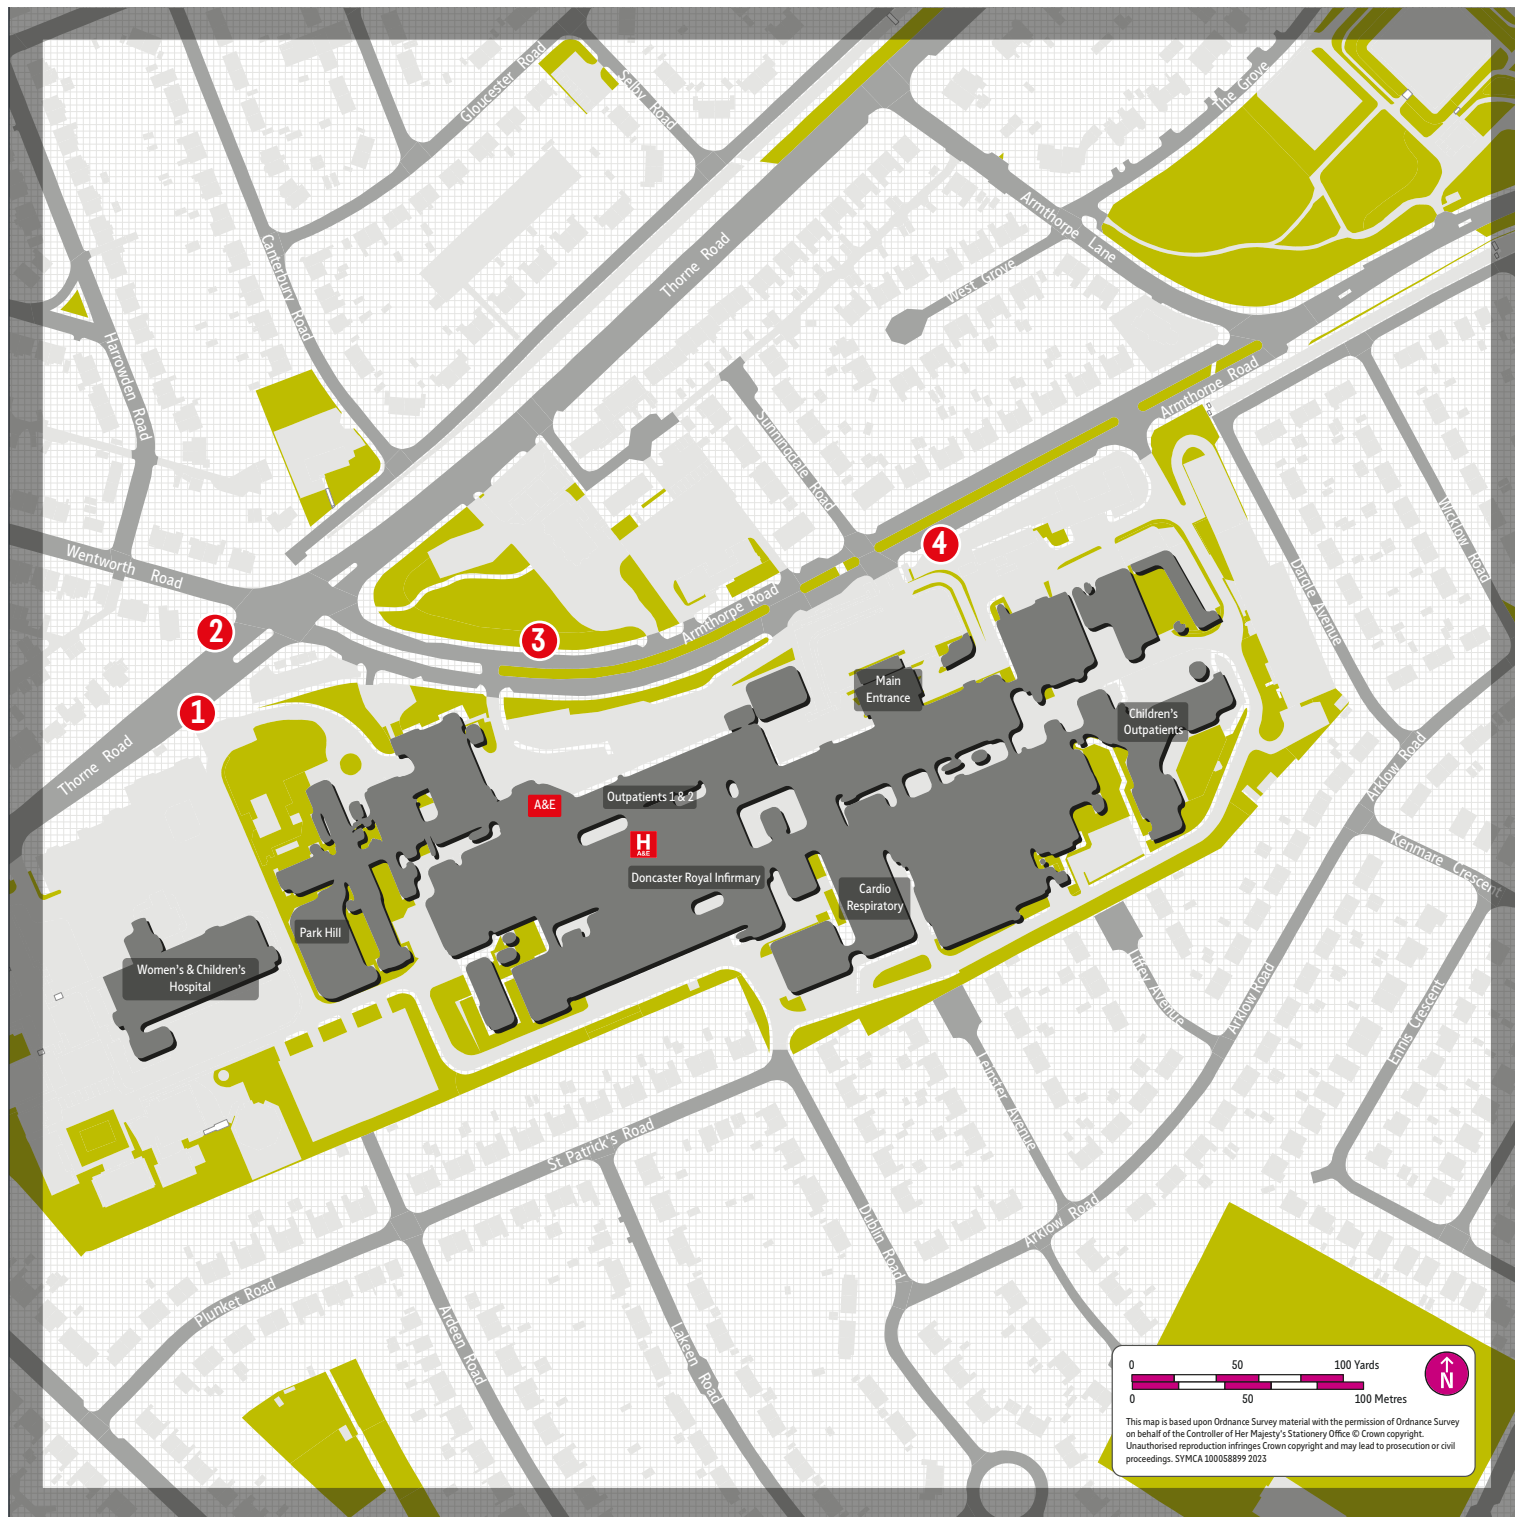 Gloucester Road
Selby Road
The Grove
Thorne Road
Armthorpe Lane
West Grove
Canterbury Road
Harrowden Road
Armthorpe Road
Sunningdale Road
Wicklow Road
Wentworth Road
4
Dargle Avenue
2
3
Armthorpe Road
1
Main
Entrance
Children's
Outpatients
Thorne Road
Arklow Road
A&E
Outpatients 1 & 2
H
A&E
Kenmare Crescent
Doncaster Royal Infirmary
Cardio
Respiratory
Park Hill
Women's & Children's
Hospital
Liffey Avenue
Arklow Road
Ennis Crescent
Leinster Avenue
St Patrick's Road
Dublin Road
Arklow Road
Plunket Road
Ardeen Road
Lakeen Road
0 50 100 Yards
0 50 100 Metres
N
This map is based upon Ordnance Survey material with the permission of Ordnance Survey
on behalf of the Controller of Her Majesty's Stationery Office © Crown copyright.
Unauthorised reproduction infringes Crown copyright and may lead to prosecution or civil
proceedings. SYMCA 100058899 2023